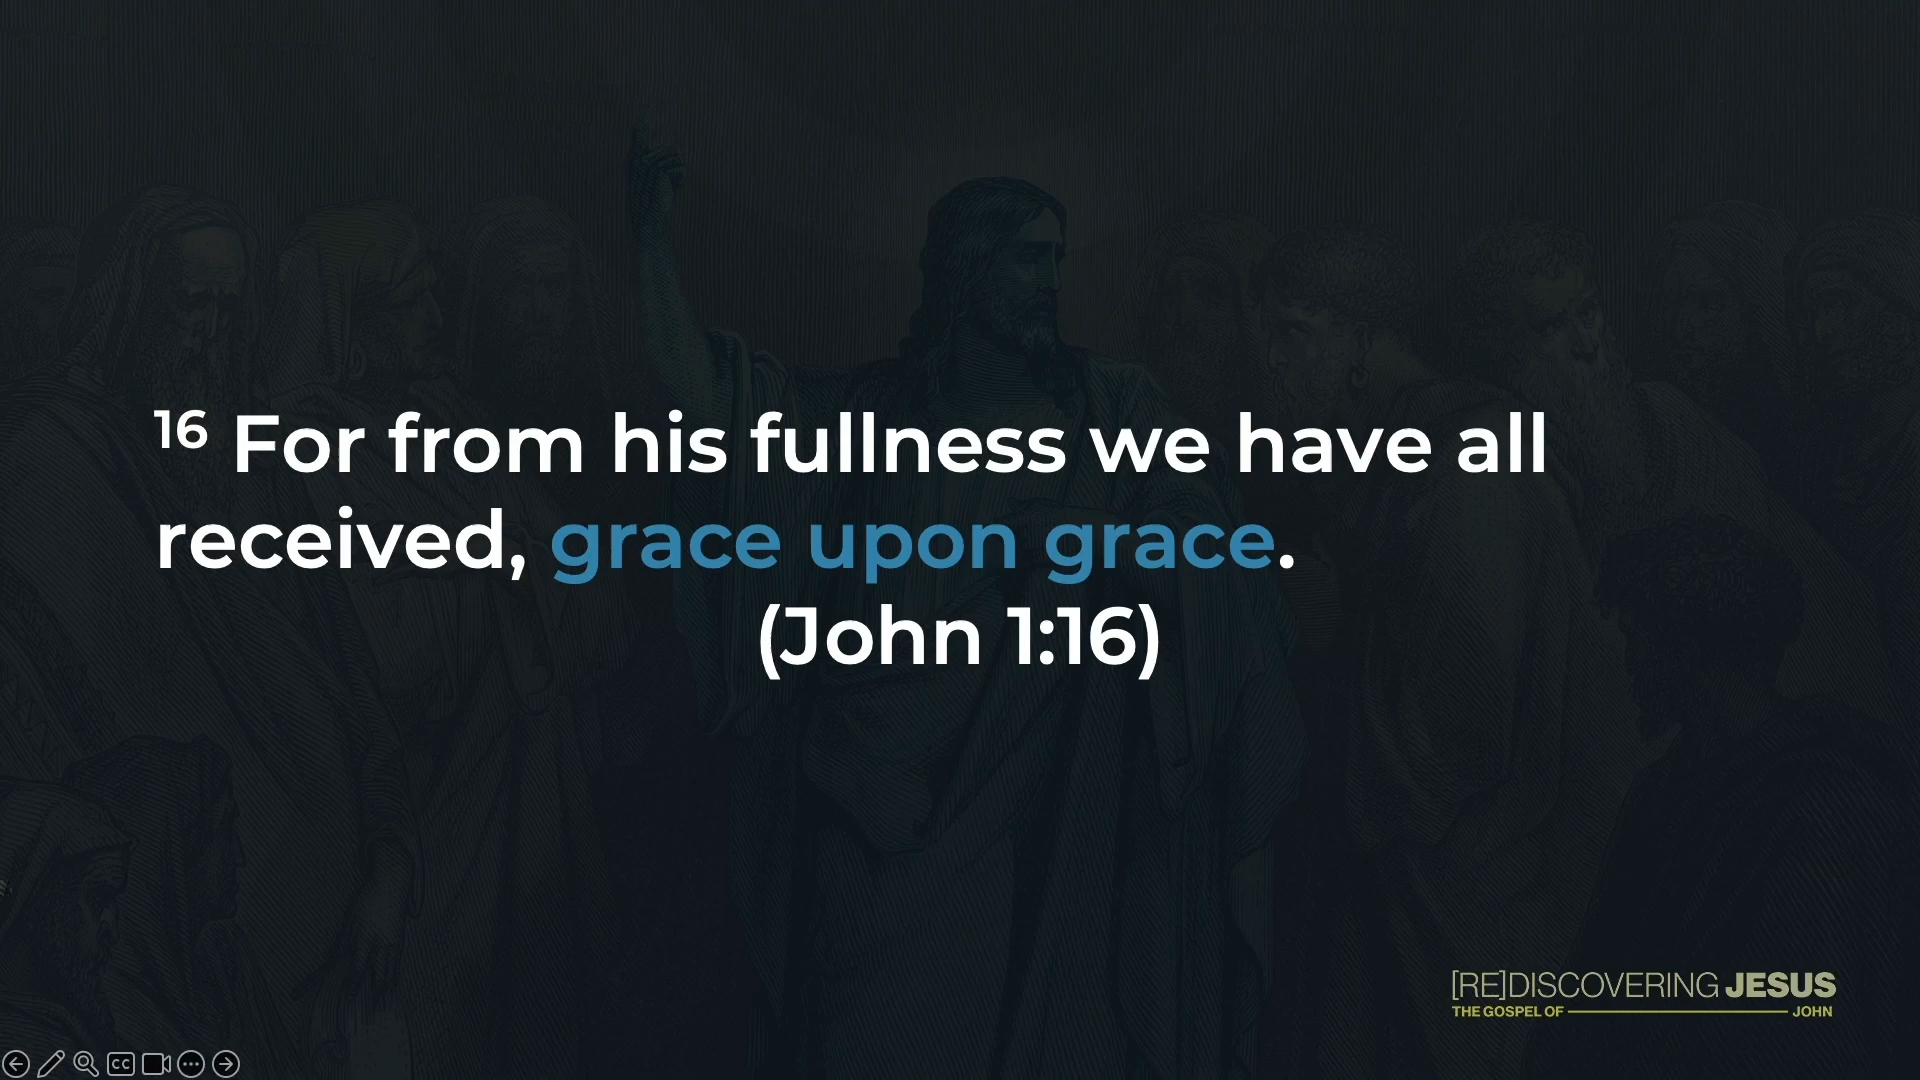 16 For from his fullness we have all
received, grace upon grace.
(John 1:16)
[RE]DISCOVERING JESUS
THE GOSPEL OF JOHN
CC